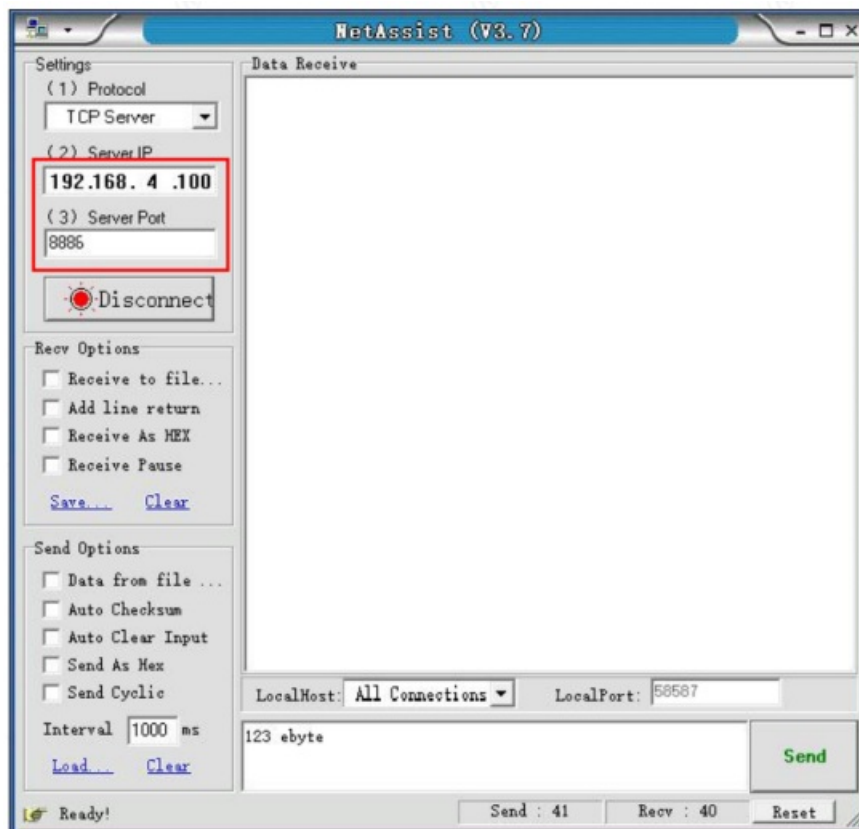 NetAssist (V3.7)
Settings
(1) Protocol
TCP Server
(2) Server IP
192.168. 4 .100
(3) Server Port
8886
Disconnect
Recv Options
Receive to file...
Add line return
Receive As HEX
Receive Pause
Save... Clear
Send Options
Data from file ...
Auto Checksum
Auto Clear Input
Send As Hex
Send Cyclic
Interval 1000 ms
Load... Clear
Data Receive
LocalHost: All Connections LocalPort: 58587
123 ebyte
Send
Ready! Send : 41 Recv : 40 Reset